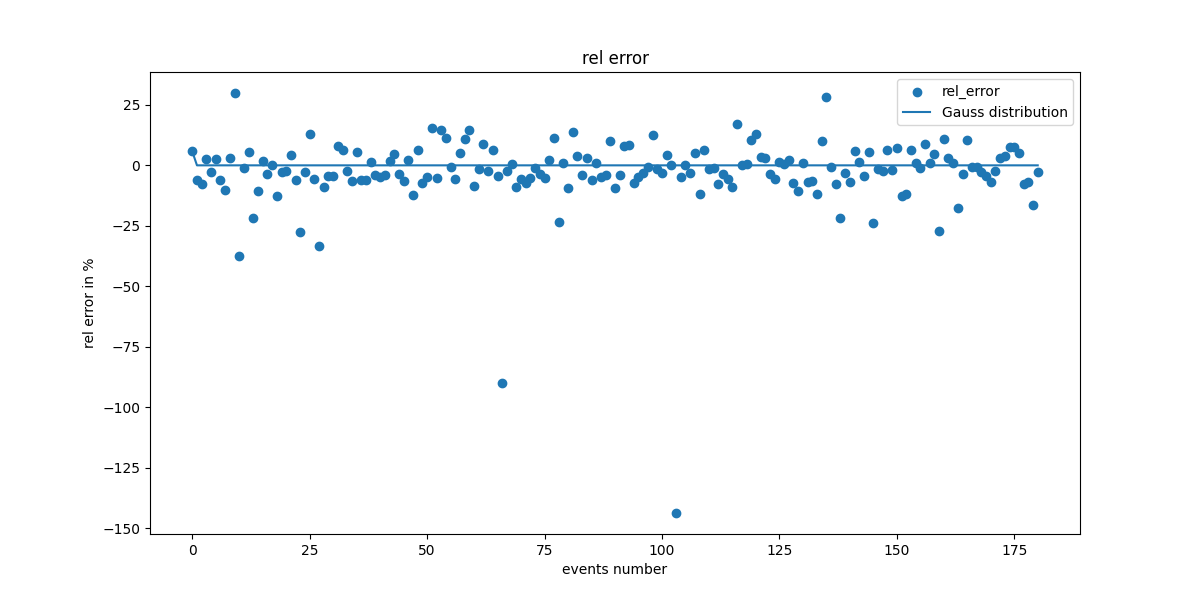 rel error
rel_error
Gauss distribution
rel error in %
25
0
−25
−50
−75
−100
−125
−150
0 25 50 75 100 125 150 175
events number